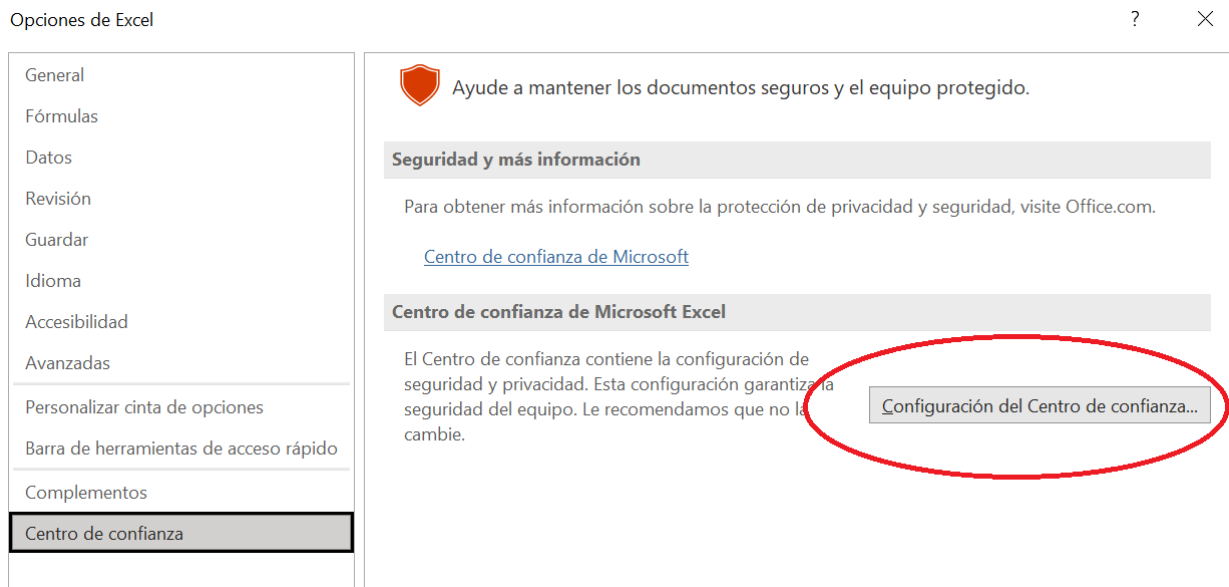 Opciones de Excel
?
General
Fórmulas
Datos
Revisión
Guardar
Idioma
Accesibilidad
Avanzadas
Personalizar cinta de opciones
Barra de herramientas de acceso rápido
Complementos
Centro de confianza
Ayude a mantener los documentos seguros y el equipo protegido.
Seguridad y más información
Para obtener más información sobre la protección de privacidad y seguridad, visite Office.com.
Centro de confianza de Microsoft
Centro de confianza de Microsoft Excel
El Centro de confianza contiene la configuración de
seguridad y privacidad. Esta configuración garantiza la
seguridad del equipo. Le recomendamos que no la
cambie.
Configuración del Centro de confianza...